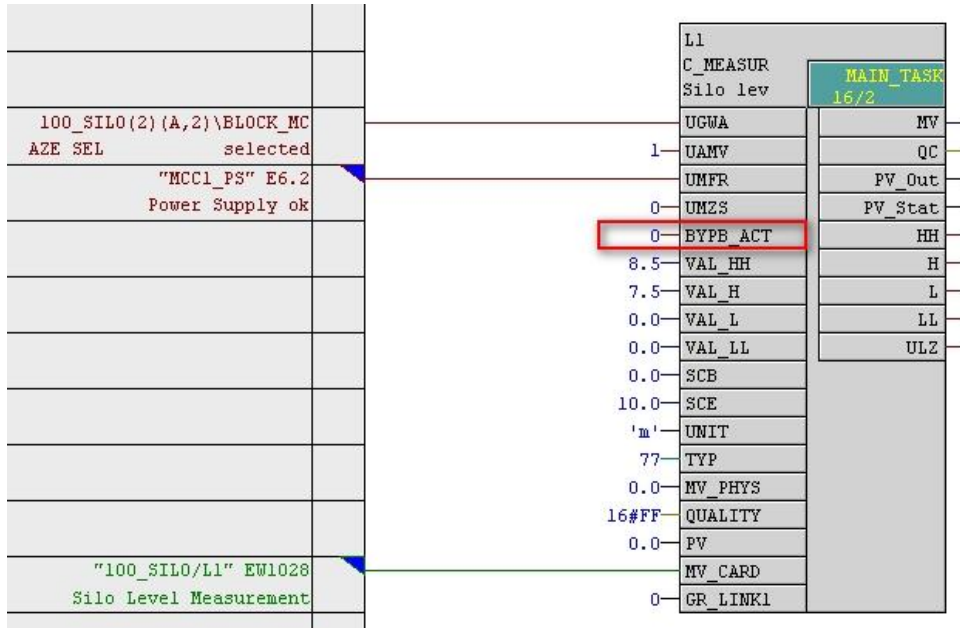 L1
C_MEASUR
Silo lev
MAIN_TASK
16/2
100_SILO(2)(A,2)\BLOCK_MC
UGWA
MV
AZE SEL selected
1
UAMV
QC
"MCC1_PS" E6.2
UMFR
PV_Out
Power Supply ok
0
UMZS
PV_Stat
0
BYPB_ACT
HH
8.5
VAL_HH
H
7.5
VAL_H
L
0.0
VAL_L
LL
0.0
VAL_LL
ULZ
0.0
SCB
10.0
SCE
'm'
UNIT
77
TYP
0.0
MV_PHYS
16#FF
QUALITY
0.0
PV
"100_SILO/L1" EW1028
MV_CARD
Silo Level Measurement
0
GR_LINK1